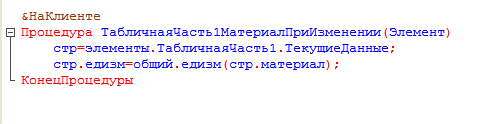 &НаКлиенте
Процедура ТабличнаяЧасть1МатериалПриИзменении(Элемент)
стр=элементы.ТабличнаяЧасть1.ТекущиеДанные;
стр.едизм=общий.едизм(стр.материал);
КонецПроцедуры